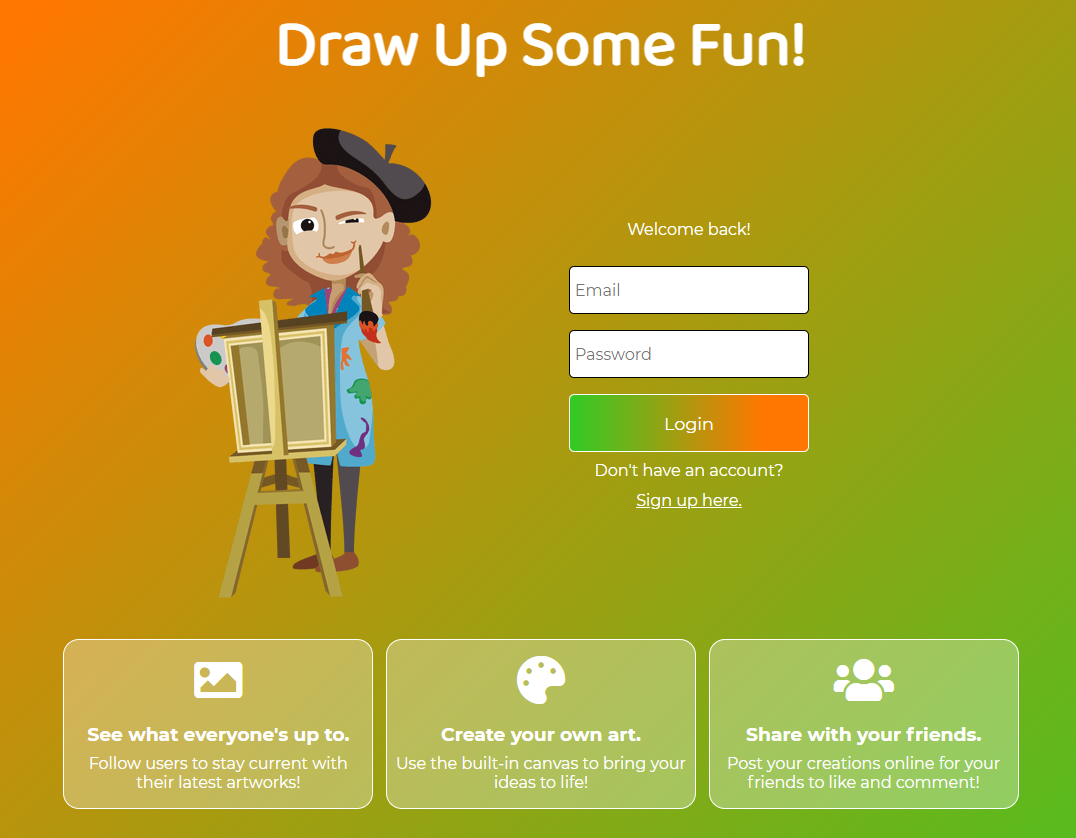 Draw Up Some Fun!
Welcome back!
Email
Password
Login
Don't have an account?
Sign up here.
See what everyone's up to.
Follow users to stay current with
their latest artworks!
Create your own art.
Use the built-in canvas to bring your
ideas to life!
Share with your friends.
Post your creations online for your
friends to like and comment!